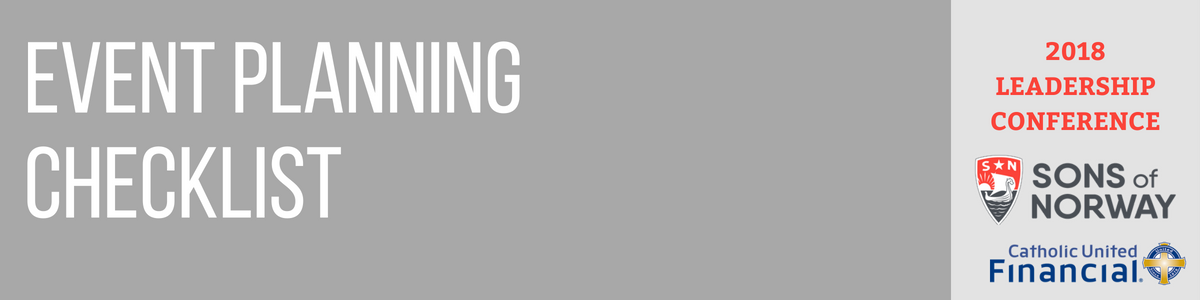 EVENT PLANNING
CHECKLIST
2018
LEADERSHIP
CONFERENCE
S★N
SONS of
NORWAY
Catholic United
Financial®